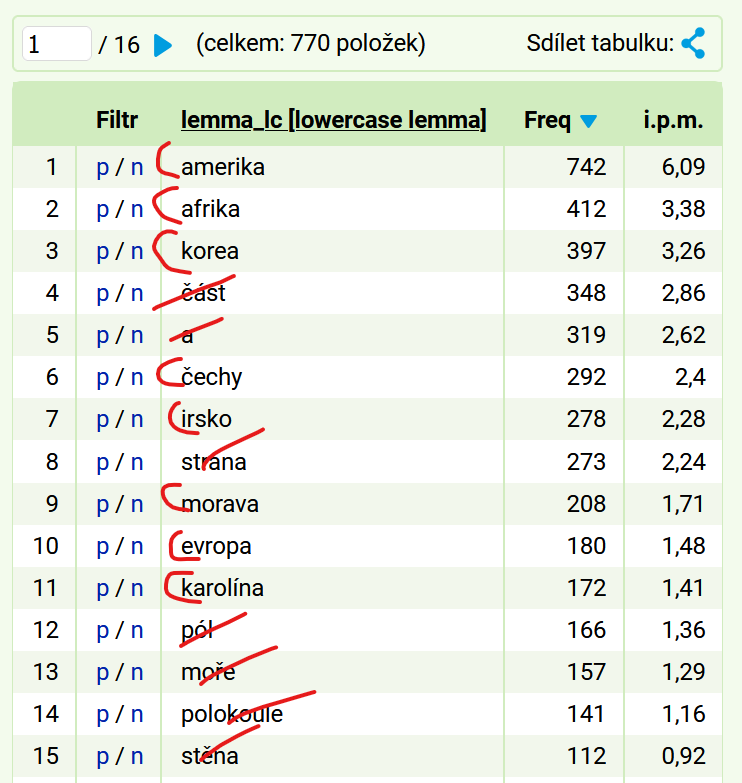 1 / 16 (celkem: 770 položek) Sdílet tabulku:
Filtr lemma_lc [lowercase lemma] Freq i.p.m.
1 p / n amerika 742 6,09
2 p / n afrika 412 3,38
3 p / n korea 397 3,26
4 p / n část 348 2,86
5 p / n a 319 2,62
6 p / n čechy 292 2,4
7 p / n irsko 278 2,28
8 p / n strana 273 2,24
9 p / n morava 208 1,71
10 p / n evropa 180 1,48
11 p / n karolína 172 1,41
12 p / n pól 166 1,36
13 p / n moře 157 1,29
14 p / n polokoule 141 1,16
15 p / n stěna 112 0,92